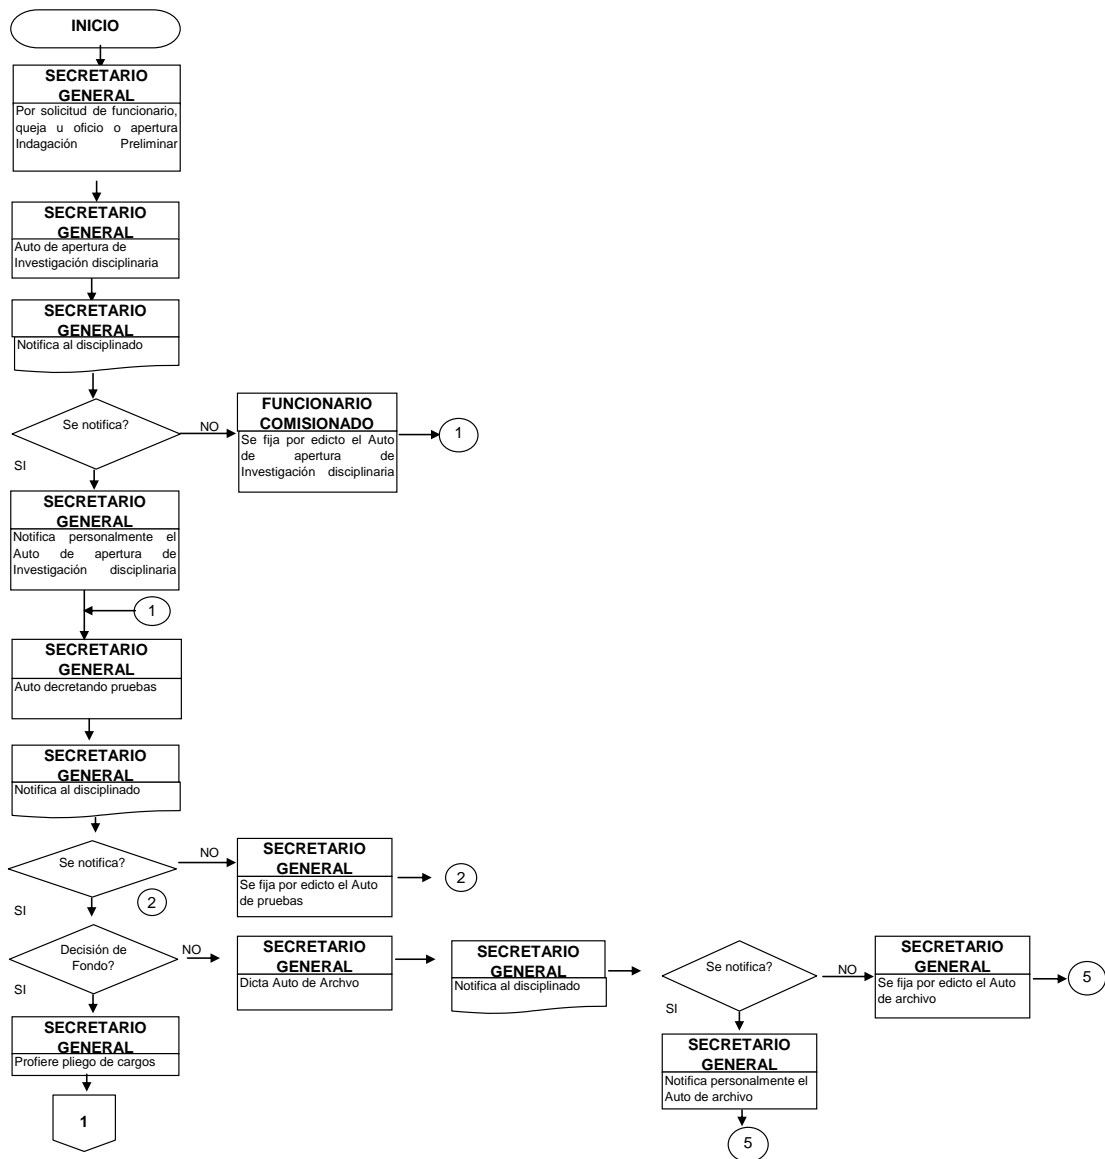 INICIO
SECRETARIO
GENERAL
Por solicitud de funcionario,
queja u oficio o apertura
Indagación Preliminar
SECRETARIO
GENERAL
Auto de apertura de
Investigación disciplinaria
SECRETARIO
GENERAL
Notifica al disciplinado
Se notifica?
NO
SI
FUNCIONARIO
COMISIONADO
Se fija por edicto el Auto
de apertura de
Investigación disciplinaria
1
SECRETARIO
GENERAL
Notifica personalmente el
Auto de apertura de
Investigación disciplinaria
1
SECRETARIO
GENERAL
Auto decretando pruebas
SECRETARIO
GENERAL
Notifica al disciplinado
Se notifica?
NO
SI
2
SECRETARIO
GENERAL
Se fija por edicto el Auto
de pruebas
2
Decisión de
Fondo?
NO
SI
SECRETARIO
GENERAL
Dicta Auto de Archvo
SECRETARIO
GENERAL
Notifica al disciplinado
Se notifica?
NO
SI
SECRETARIO
GENERAL
Se fija por edicto el Auto
de archivo
5
SECRETARIO
GENERAL
Profiere pliego de cargos
1
SECRETARIO
GENERAL
Notifica personalmente el
Auto de archivo
5